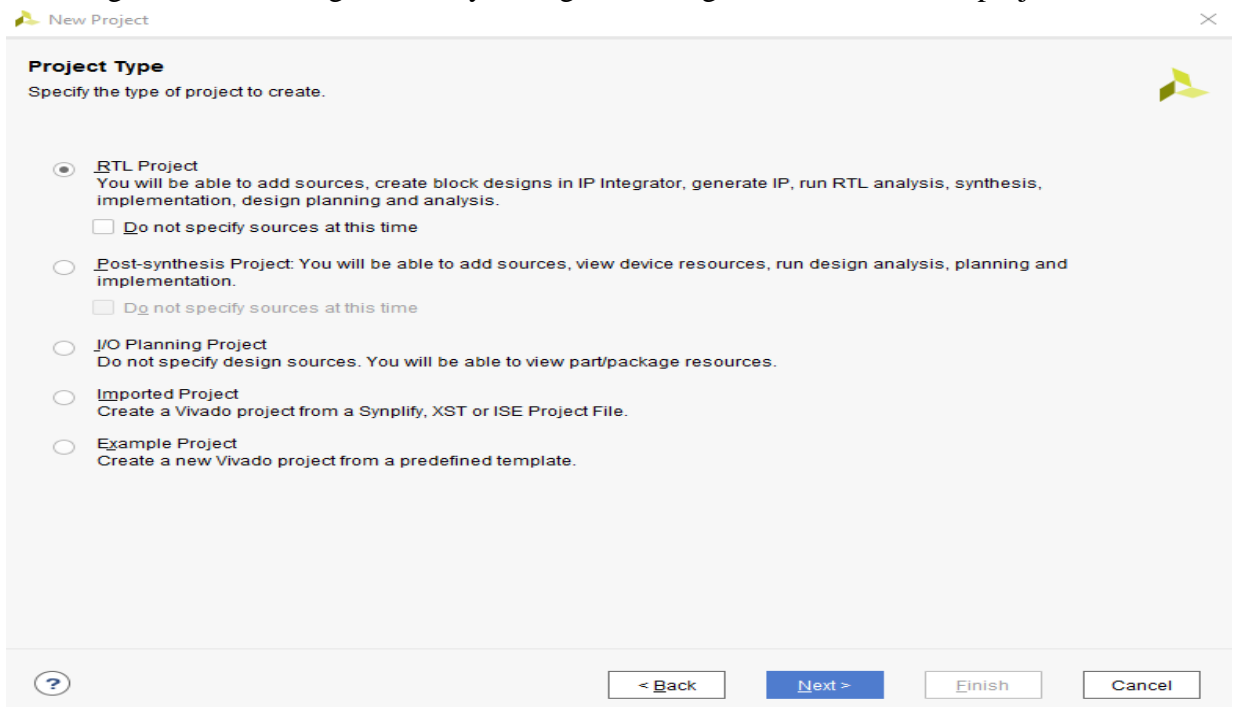 New Project
Project Type
Specify the type of project to create.
RTL Project
You will be able to add sources, create block designs in IP Integrator, generate IP, run RTL analysis, synthesis,
implementation, design planning and analysis.
Do not specify sources at this time
Post-synthesis Project: You will be able to add sources, view device resources, run design analysis, planning and
implementation.
Do not specify sources at this time
I/O Planning Project
Do not specify design sources. You will be able to view part/package resources.
Imported Project
Create a Vivado project from a Synplify, XST or ISE Project File.
Example Project
Create a new Vivado project from a predefined template.
?
< Back
Next >
Finish
Cancel